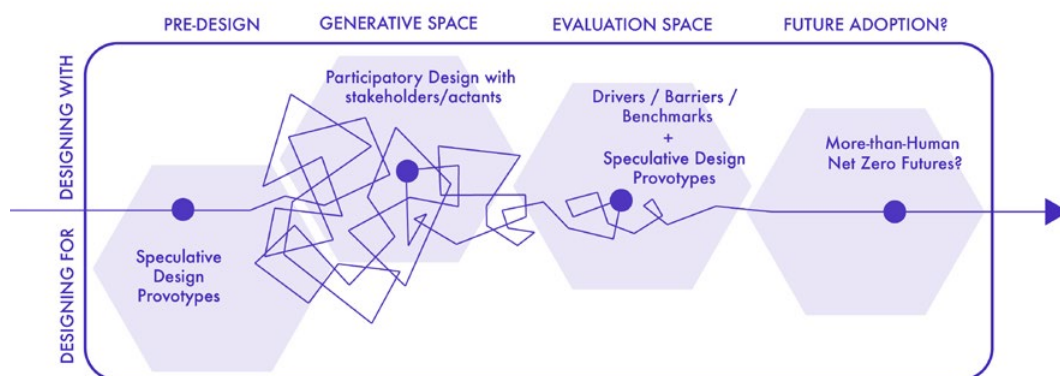 PRE-DESIGN
GENERATIVE SPACE
EVALUATION SPACE
FUTURE ADOPTION?
DESIGNING WITH
DESIGNING FOR
Speculative
Design
Provotypes
Participatory Design with
stakeholders/actants
Drivers / Barriers /
Benchmarks
+
Speculative Design
Provotypes
More-than-Human
Net Zero Futures?